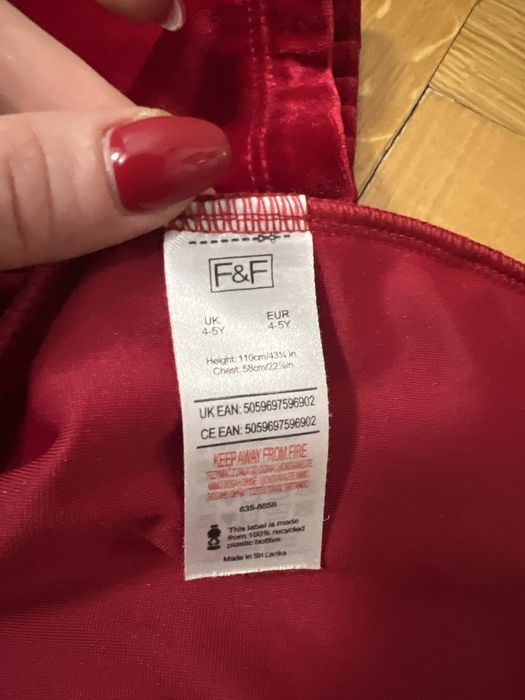 F&F
UK EUR
4-5Y 4-5Y
Height: 110cm/43¼ in
Chest: 58cm/22¾in
UK EAN: 5059697596902
CE EAN: 5059697596902
KEEP AWAY FROM FIRE
635-8858
This label is made
from 100% recycled
plastic bottles
Made in Sri Lanka